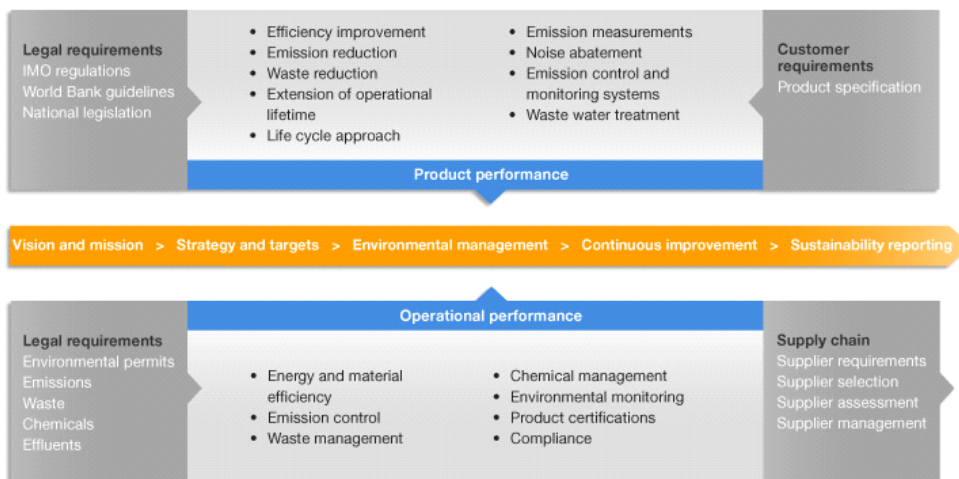 Legal requirements
IMO regulations
World Bank guidelines
National legislation
• Efficiency improvement
• Emission reduction
• Waste reduction
• Extension of operational
lifetime
• Life cycle approach
• Emission measurements
• Noise abatement
• Emission control and
monitoring systems
• Waste water treatment
Customer
requirements
Product specification
Product performance
Vision and mission > Strategy and targets > Environmental management > Continuous improvement > Sustainability reporting
Operational performance
Legal requirements
Environmental permits
Emissions
Waste
Chemicals
Effluents
• Energy and material
efficiency
• Emission control
• Waste management
• Chemical management
• Environmental monitoring
• Product certifications
• Compliance
Supply chain
Supplier requirements
Supplier selection
Supplier assessment
Supplier management